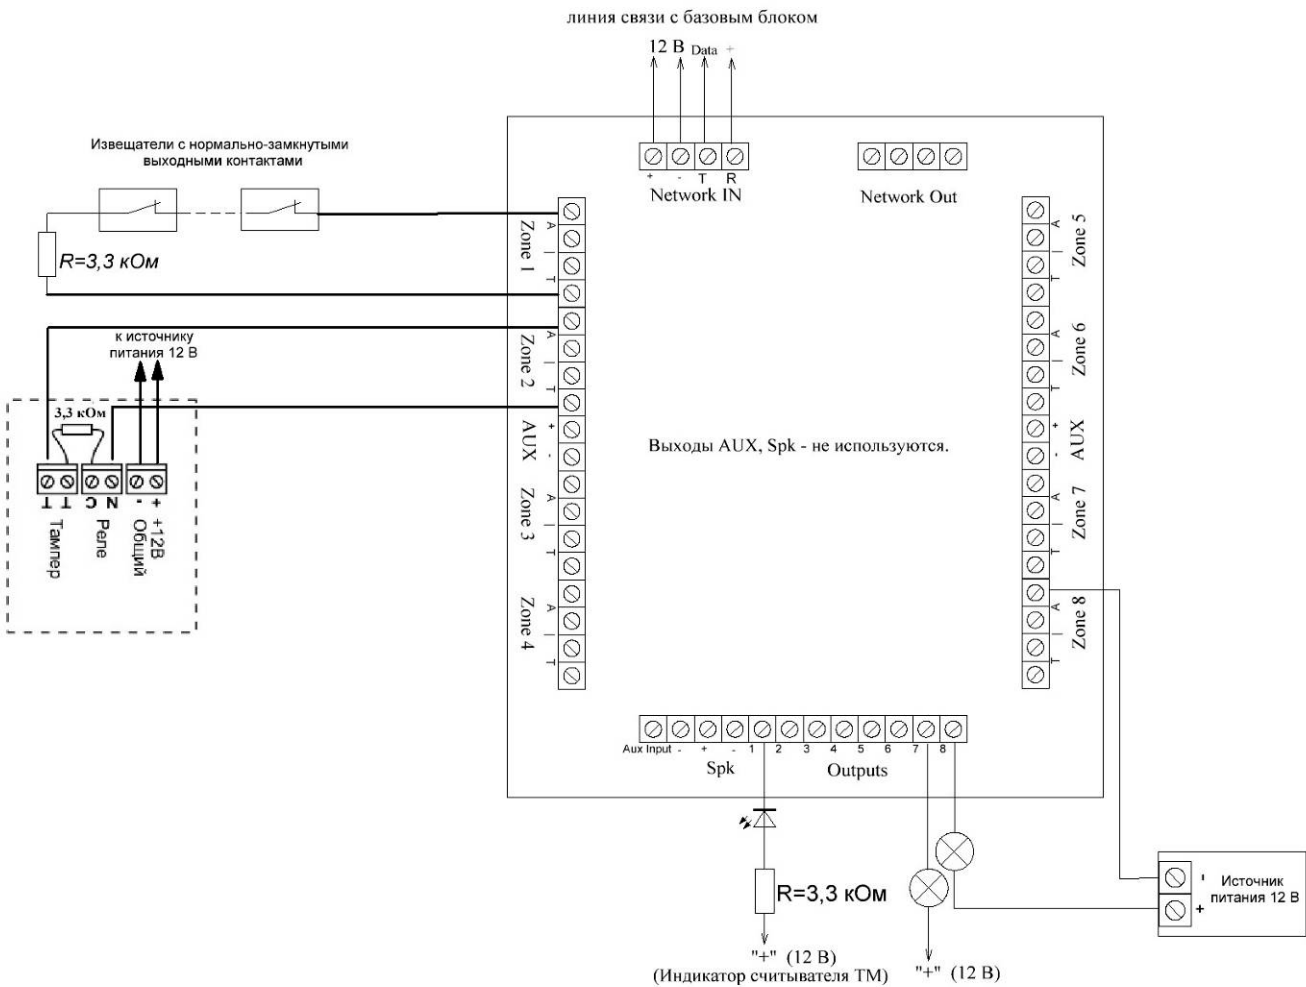 линия связи с базовым блоком
12 В Data +
+ - T R
Network IN
Network Out
Извещатели с нормально-замкнутыми
выходными контактами
R=3,3 кОм
A I T
Zone 1
A I T
Zone 2
+ -
AUX
A I T
Zone 3
A I T
Zone 4
A I T
Zone 5
A I T
Zone 6
+ -
AUX
A I T
Zone 7
A I T
Zone 8
к источнику
питания 12 В
3,3 кОм
T T C N - +
Тампер
Реле
Общий
+12В
Выходы AUX, Spk - не используются.
Aux Input - + - 1 2 3 4 5 6 7 8
Spk
Outputs
R=3,3 кОм
"+" (12 В)
(Индикатор считывателя ТМ)
"+" (12 В)
-
+
Источник
питания 12 В